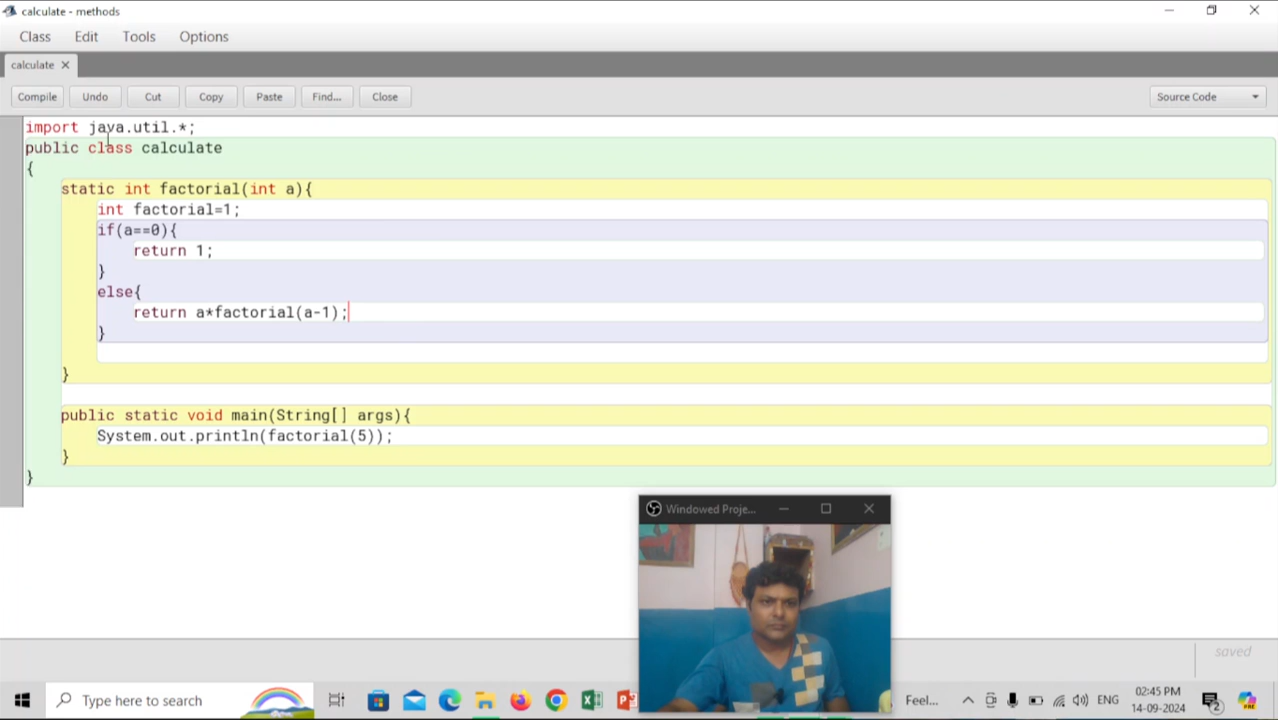 calculate - methods
Class Edit Tools Options
calculate
Compile Undo Cut Copy Paste Find... Close Source Code
import java.util.*;
public class calculate
{
static int factorial(int a){
int factorial=1;
if(a==0){
return 1;
}
else{
return a*factorial(a-1);
}
}
public static void main(String[] args){
System.out.println(factorial(5));
}
}
Windowed Proje...
saved
Type here to search
Feel...
ENG
02:45 PM
14-09-2024
2